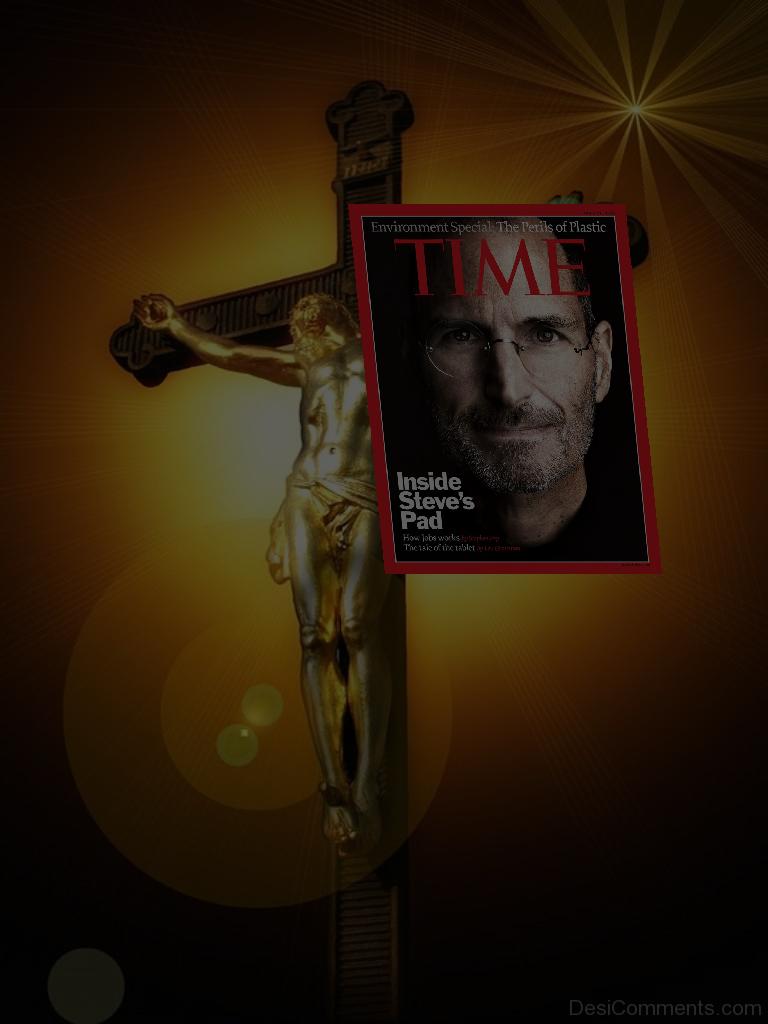 Environment Special: The Perils of Plastic
TIME
Inside
Steve's
Pad
How Jobs works
The tale of the tablet
DesiComments.com